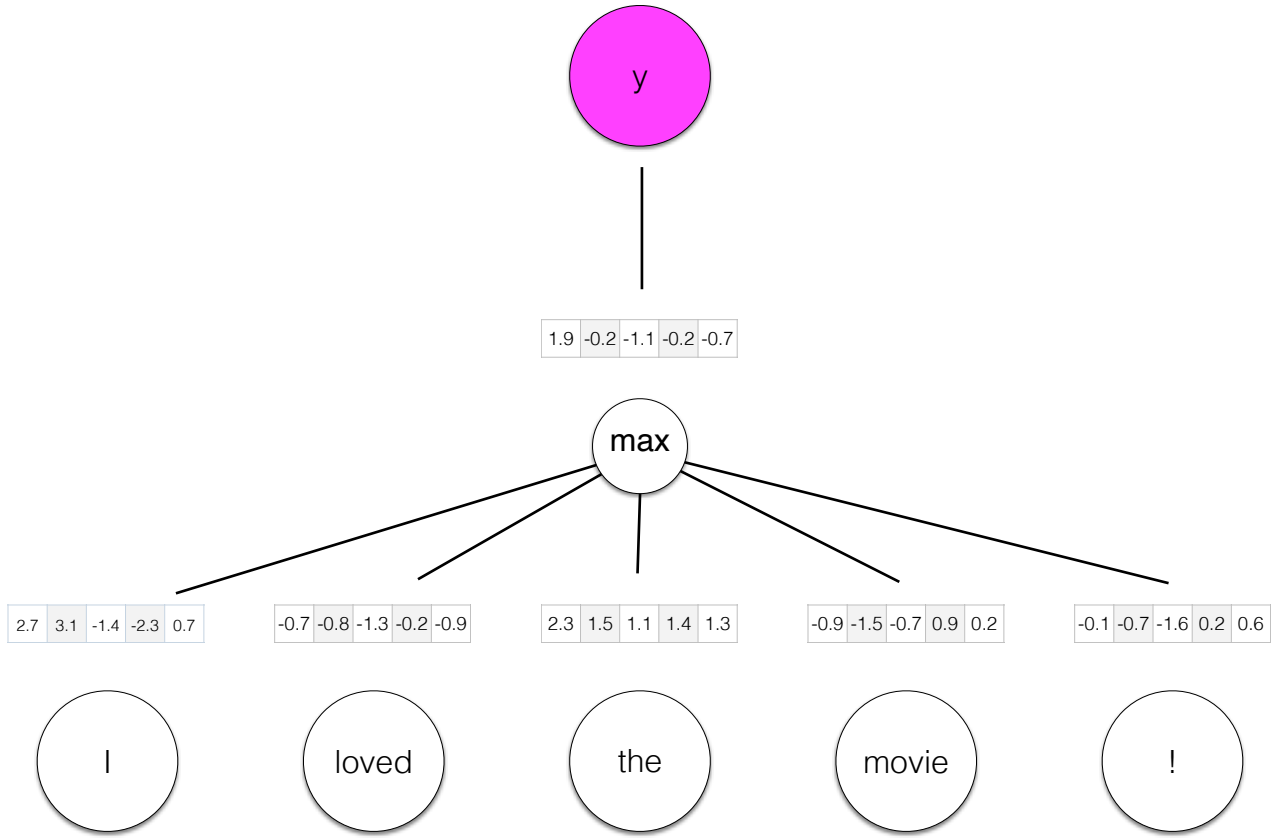 y
1.9 -0.2 -1.1 -0.2 -0.7
max
2.7 3.1 -1.4 -2.3 0.7 -0.7 -0.8 -1.3 -0.2 -0.9 2.3 1.5 1.1 1.4 1.3 -0.9 -1.5 -0.7 0.9 0.2 -0.1 -0.7 -1.6 0.2 0.6
I loved the movie !